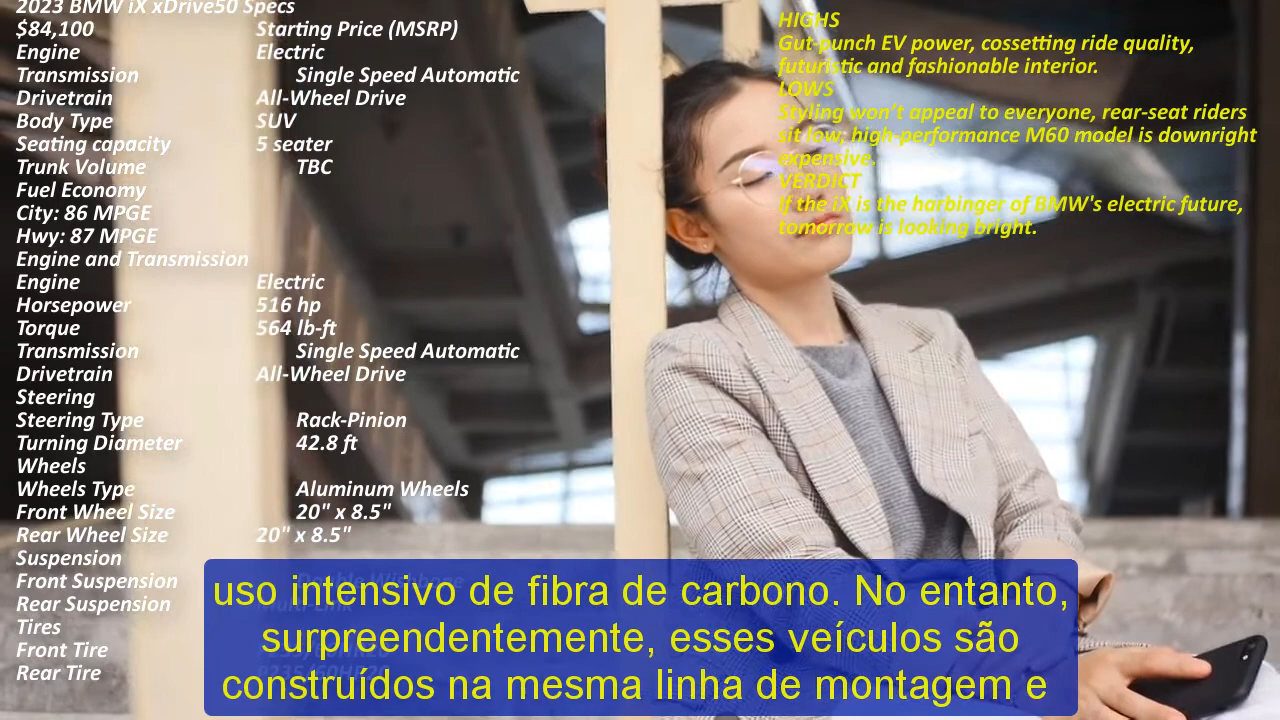 2023 BMW iX xDrive50 Specs
$84,100 Starting Price (MSRP)
Engine Electric
Transmission Single Speed Automatic
Drivetrain All-Wheel Drive
Body Type SUV
Seating capacity 5 seater
Trunk Volume TBC
Fuel Economy
City: 86 MPGE
Hwy: 87 MPGE
Engine and Transmission
Engine Electric
Horsepower 516 hp
Torque 564 lb-ft
Transmission Single Speed Automatic
Drivetrain All-Wheel Drive
Steering
Steering Type Rack-Pinion
Turning Diameter 42.8 ft
Wheels
Wheels Type Aluminum Wheels
Front Wheel Size 20" x 8.5"
Rear Wheel Size 20" x 8.5"
Suspension
Front Suspension Double Wishbone
Rear Suspension Multi-Link
Tires
Front Tire
Rear Tire
HIGHS
Gut-punch EV power, cossetting ride quality,
futuristic and fashionable interior.
LOWS
Styling won't appeal to everyone, rear-seat riders
sit low; high-performance M60 model is downright
expensive.
VERDICT
If the iX is the harbinger of BMW's electric future,
tomorrow is looking bright.
uso intensivo de fibra de carbono. No entanto,
surpreendentemente, esses veículos são
construídos na mesma linha de montagem e